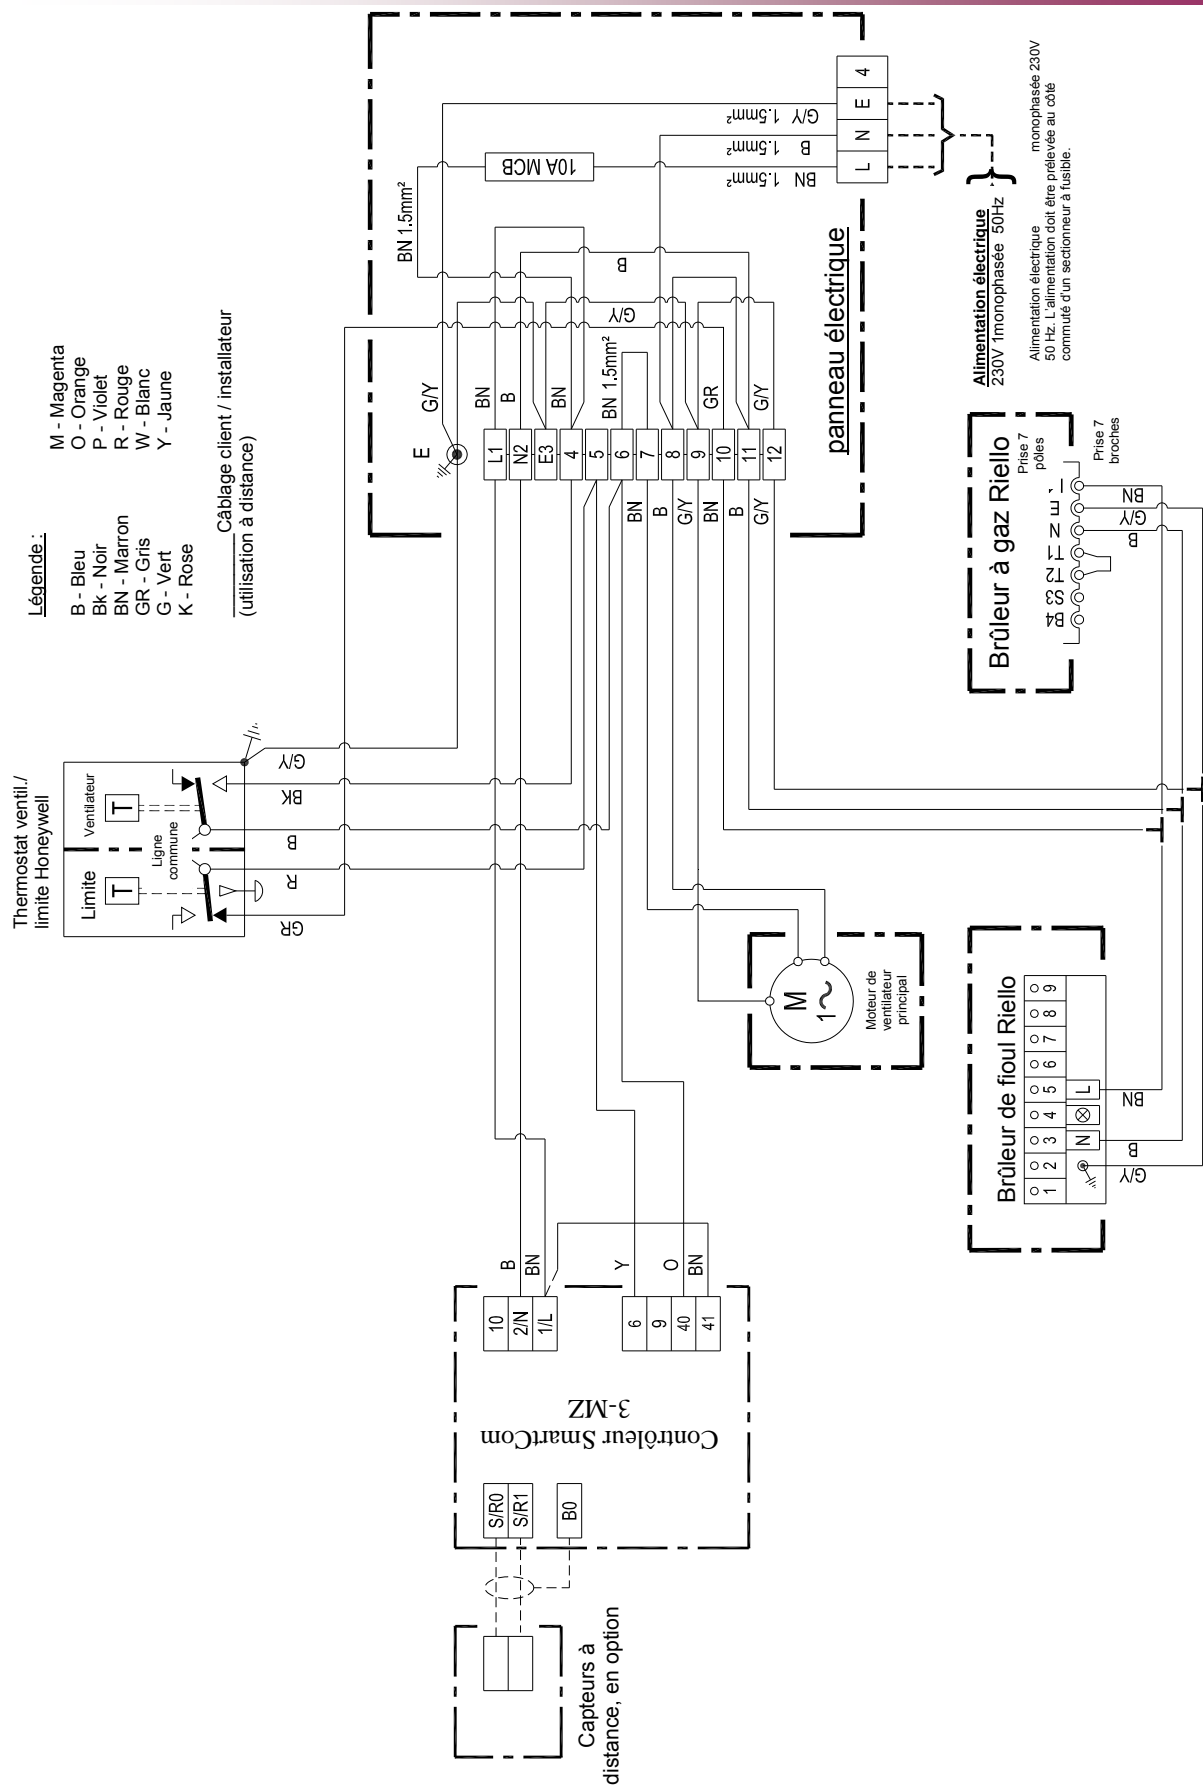 Légende :
B - Bleu
Bk - Noir
BN - Marron
GR - Gris
G - Vert
K - Rose
M - Magenta
O - Orange
P - Violet
R - Rouge
W - Blanc
Y - Jaune
Câblage client / installateur
(utilisation à distance)
Thermostat ventil./
limite Honeywell
Limite
T
Ligne
commune
Ventilateur
T
GR
R
B
BK
G/Y
E
G/Y
BN 1.5mm²
10A MCB
G/Y 1.5mm²
B 1.5mm²
BN 1.5mm²
L
N
E
4
BN
B
BN
B
G/Y
BN 1.5mm²
GR
G/Y
L1
N2
E3
4
5
6
7
8
9
10
11
12
BN
B
G/Y
BN
B
G/Y
panneau électrique
Alimentation électrique
230V 1monophasée 50Hz
Alimentation électrique monophasée 230V
50 Hz. L'alimentation doit être prélevée au côté
commuté d'un sectionneur à fusible.
Brûleur à gaz Riello
Prise 7
pôles
Prise 7
broches
B4
S3
T2
T1
N
E
B
G/Y
BN
M
1
Moteur de
ventilateur
principal
Brûleur de fioul Riello
1
2
3
4
5
6
7
8
9
N
L
G/Y
B
BN
Contrôleur SmartCom
3-MZ
10
2/N
1/L
B
BN
6
9
40
41
Y
O
BN
S/R0
S/R1
B0
Capteurs à
distance, en option